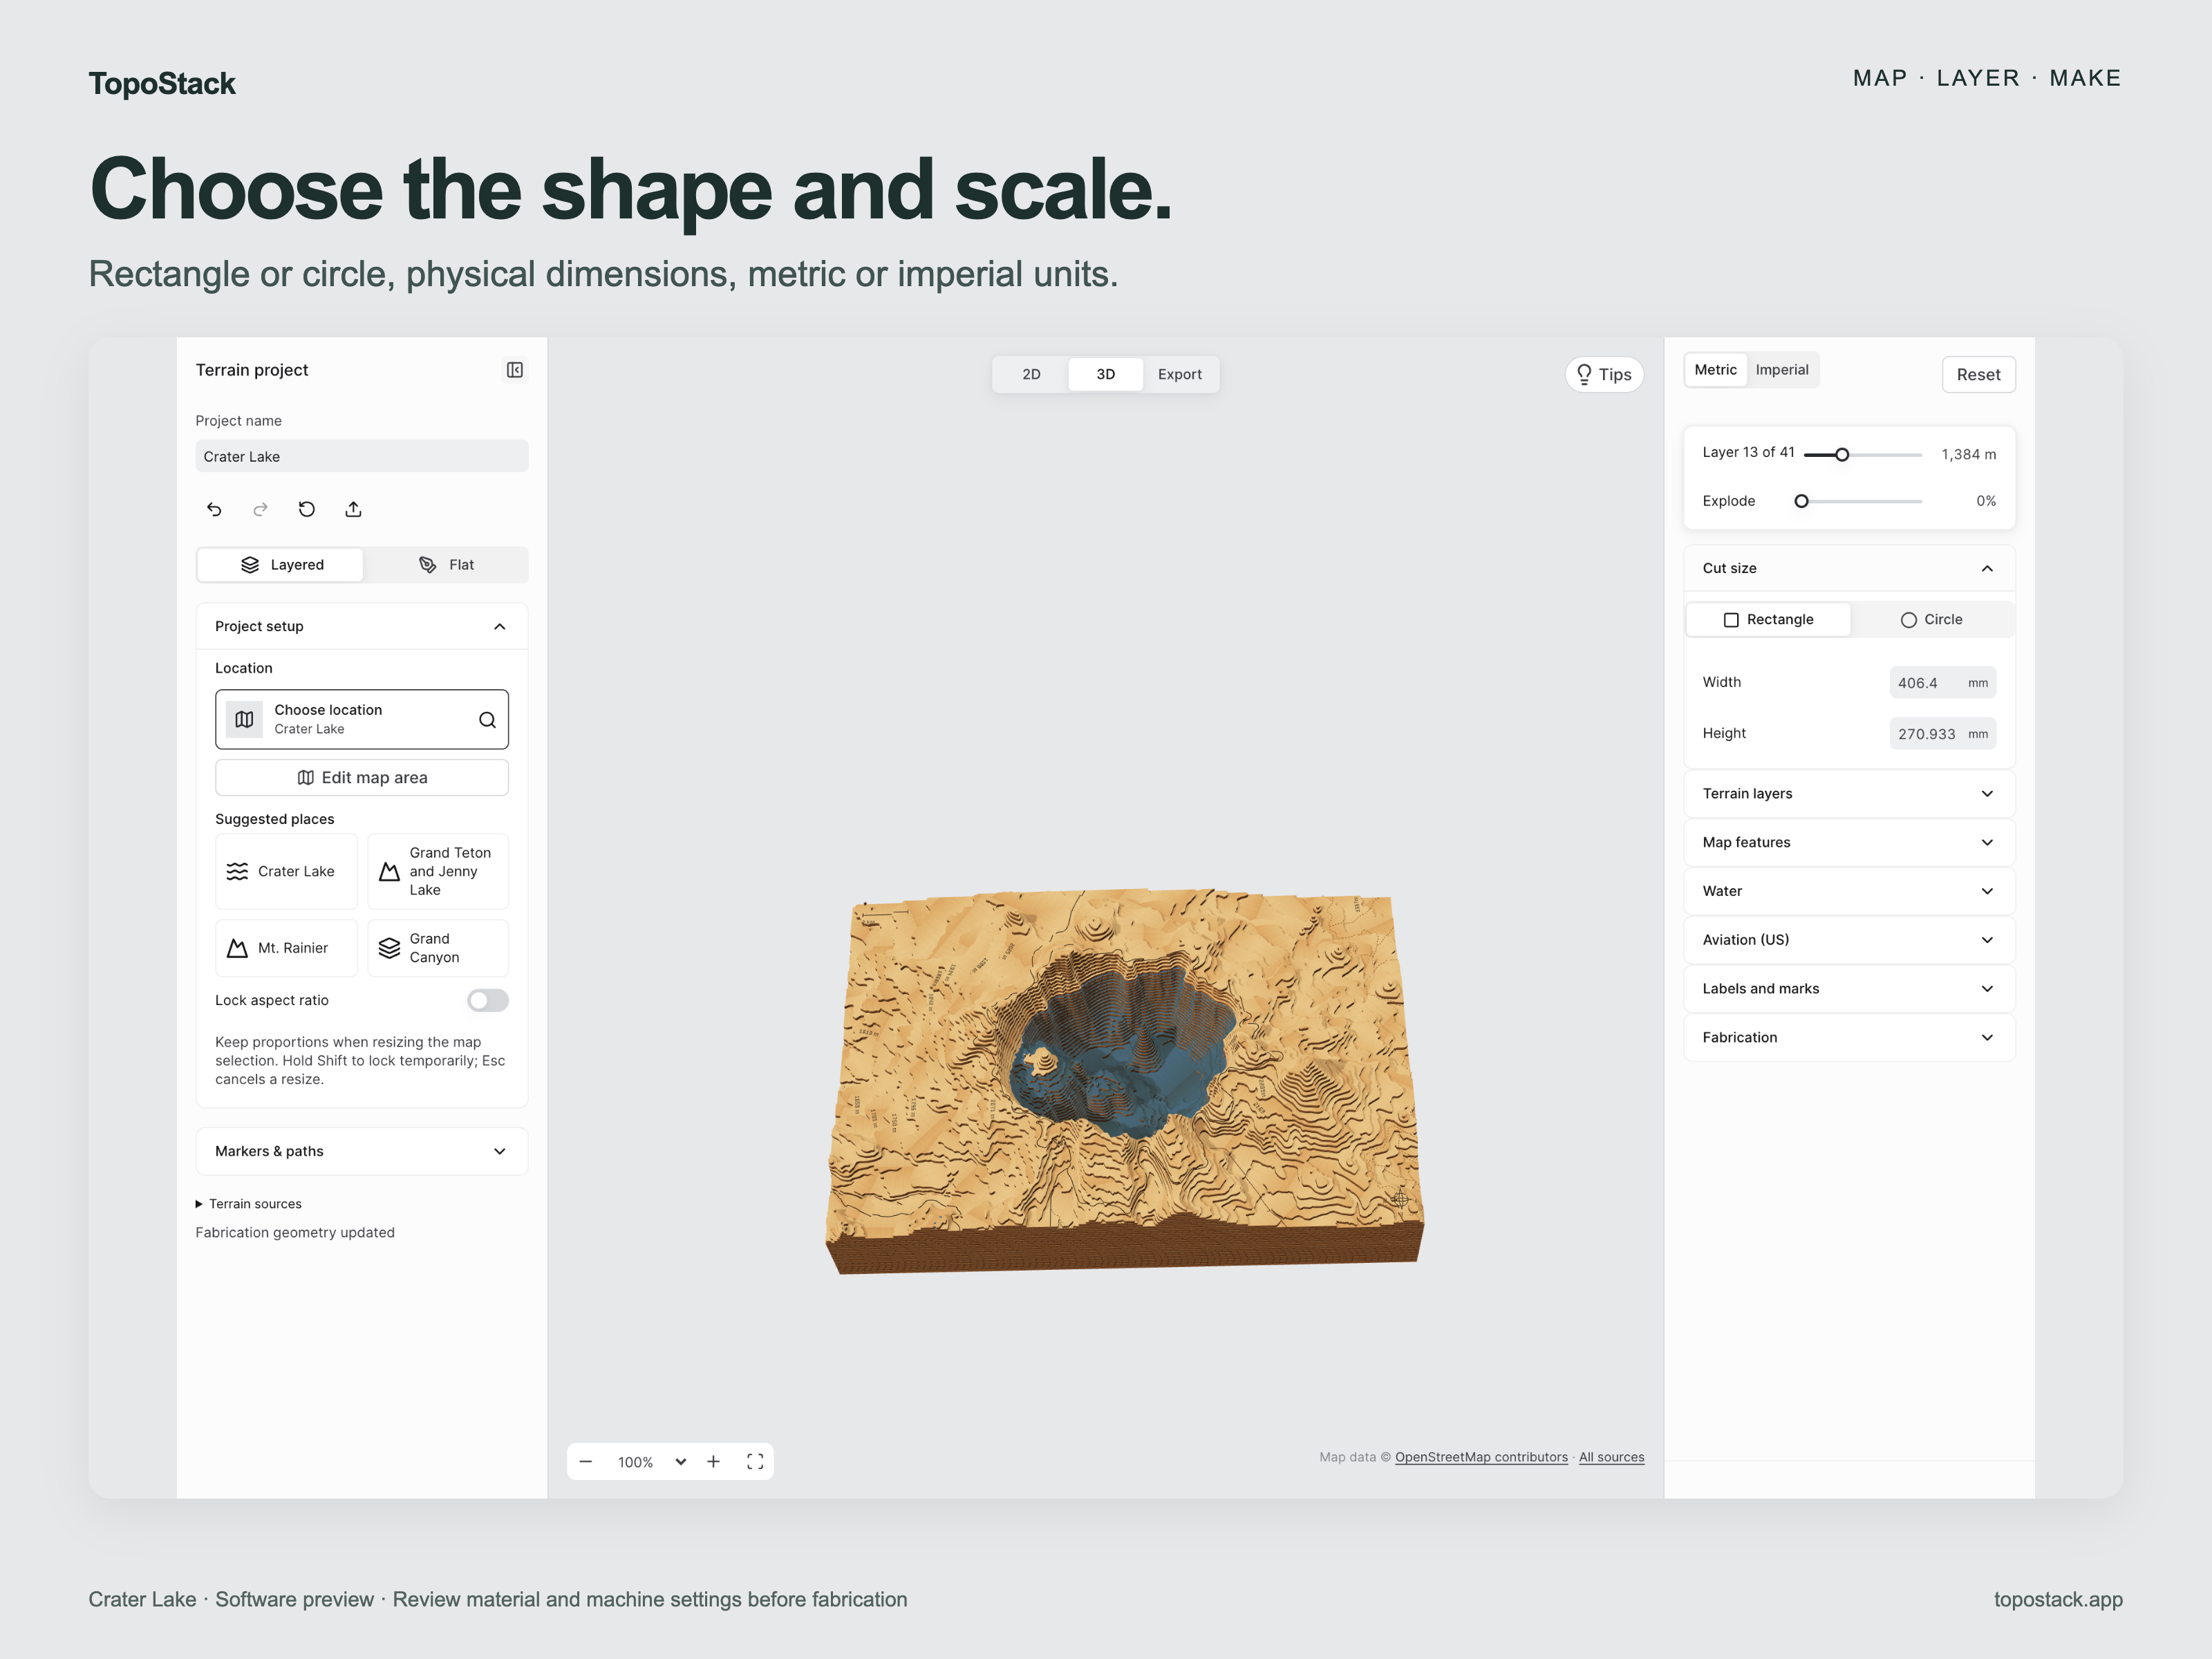 TopoStack
MAP · LAYER · MAKE
Choose the shape and scale.
Rectangle or circle, physical dimensions, metric or imperial units.
Terrain project
Project name
Crater Lake
Layered
Flat
Project setup
Location
Choose location
Crater Lake
Edit map area
Suggested places
Crater Lake
Grand Teton
and Jenny
Lake
Mt. Rainier
Grand
Canyon
Lock aspect ratio
Keep proportions when resizing the map
selection. Hold Shift to lock temporarily; Esc
cancels a resize.
Markers & paths
Terrain sources
Fabrication geometry updated
2D
3D
Export
Tips
100%
Map data © OpenStreetMap contributors · All sources
Metric
Imperial
Reset
Layer 13 of 41
1,384 m
Explode
0%
Cut size
Rectangle
Circle
Width
406.4 mm
Height
270.933 mm
Terrain layers
Map features
Water
Aviation (US)
Labels and marks
Fabrication
Crater Lake · Software preview · Review material and machine settings before fabrication
topostack.app